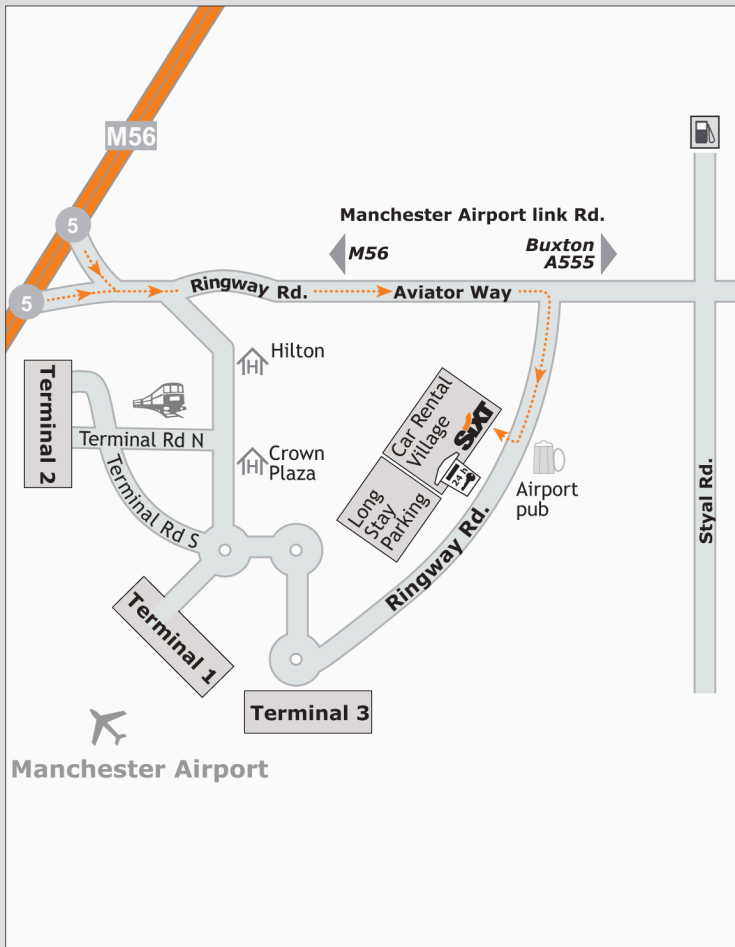 M56
5
5
Manchester Airport link Rd.
M56
Buxton
A555
Ringway Rd.
Aviator Way
Hilton
Terminal 2
Terminal Rd N
Crown
Plaza
Terminal Rd S
Car Rental
Village
SIXT
24 h
Long
Stay
Parking
Airport
pub
Ringway Rd.
Styal Rd.
Terminal 1
Terminal 3
Manchester Airport
H
H